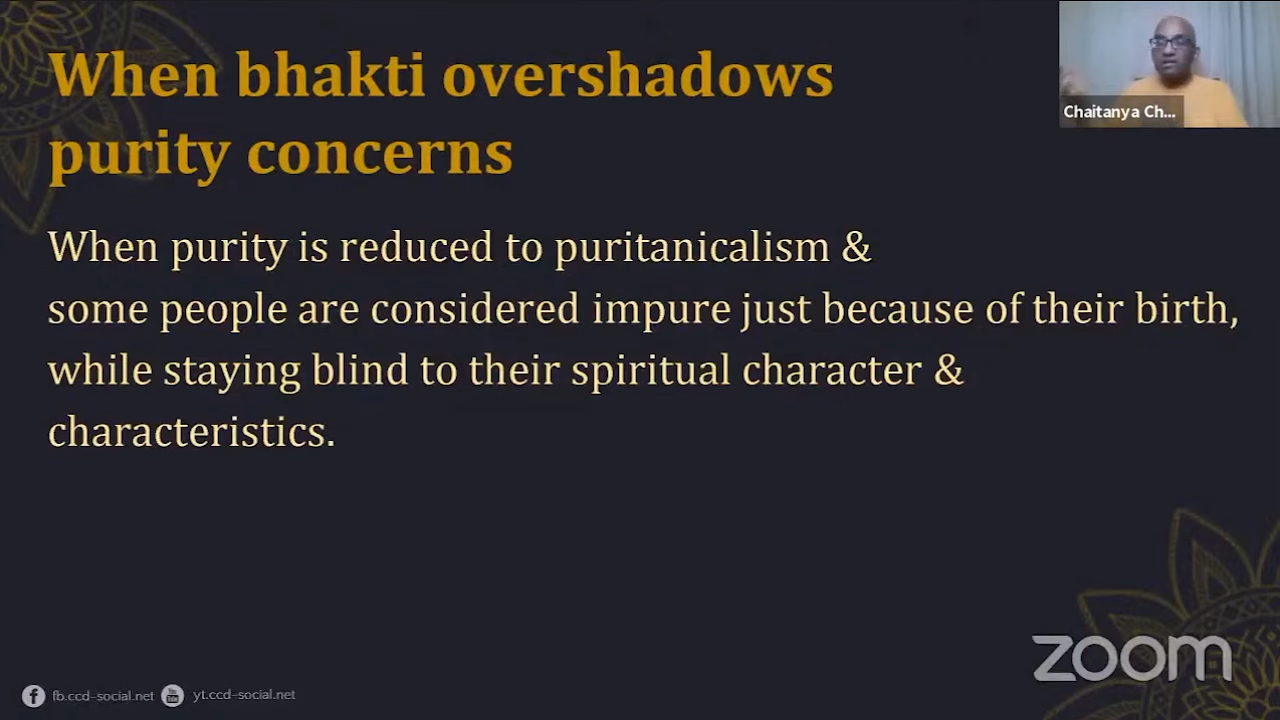 When bhakti overshadows
purity concerns
Chaitanya Ch...
When purity is reduced to puritanicalism &
some people are considered impure just because of their birth,
while staying blind to their spiritual character &
characteristics.
zoom
fb.ccd-social.net
yt.ccd-social.net